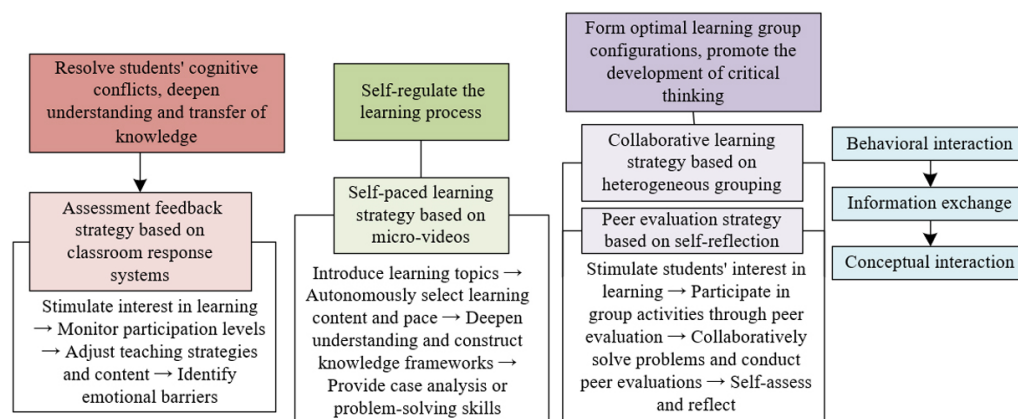 Resolve students' cognitive
conflicts, deepen
understanding and transfer of
knowledge
Assessment feedback
strategy based on
classroom response
systems
Stimulate interest in learning
→ Monitor participation levels
→ Adjust teaching strategies
and content → Identify
emotional barriers
Self-regulate the
learning process
Self-paced learning
strategy based on
micro-videos
Introduce learning topics →
Autonomously select learning
content and pace → Deepen
understanding and construct
knowledge frameworks →
Provide case analysis or
problem-solving skills
Form optimal learning group
configurations, promote the
development of critical
thinking
Collaborative learning
strategy based on
heterogeneous grouping
Peer evaluation strategy
based on self-reflection
Stimulate students' interest in
learning → Participate in
group activities through peer
evaluation → Collaboratively
solve problems and conduct
peer evaluations → Self-assess
and reflect
Behavioral interaction
Information exchange
Conceptual interaction